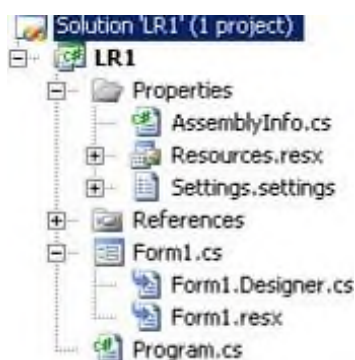 Solution 'LR1' (1 project)
LR1
Properties
AssemblyInfo.cs
Resources.resx
Settings.settings
References
Form1.cs
Form1.Designer.cs
Form1.resx
Program.cs